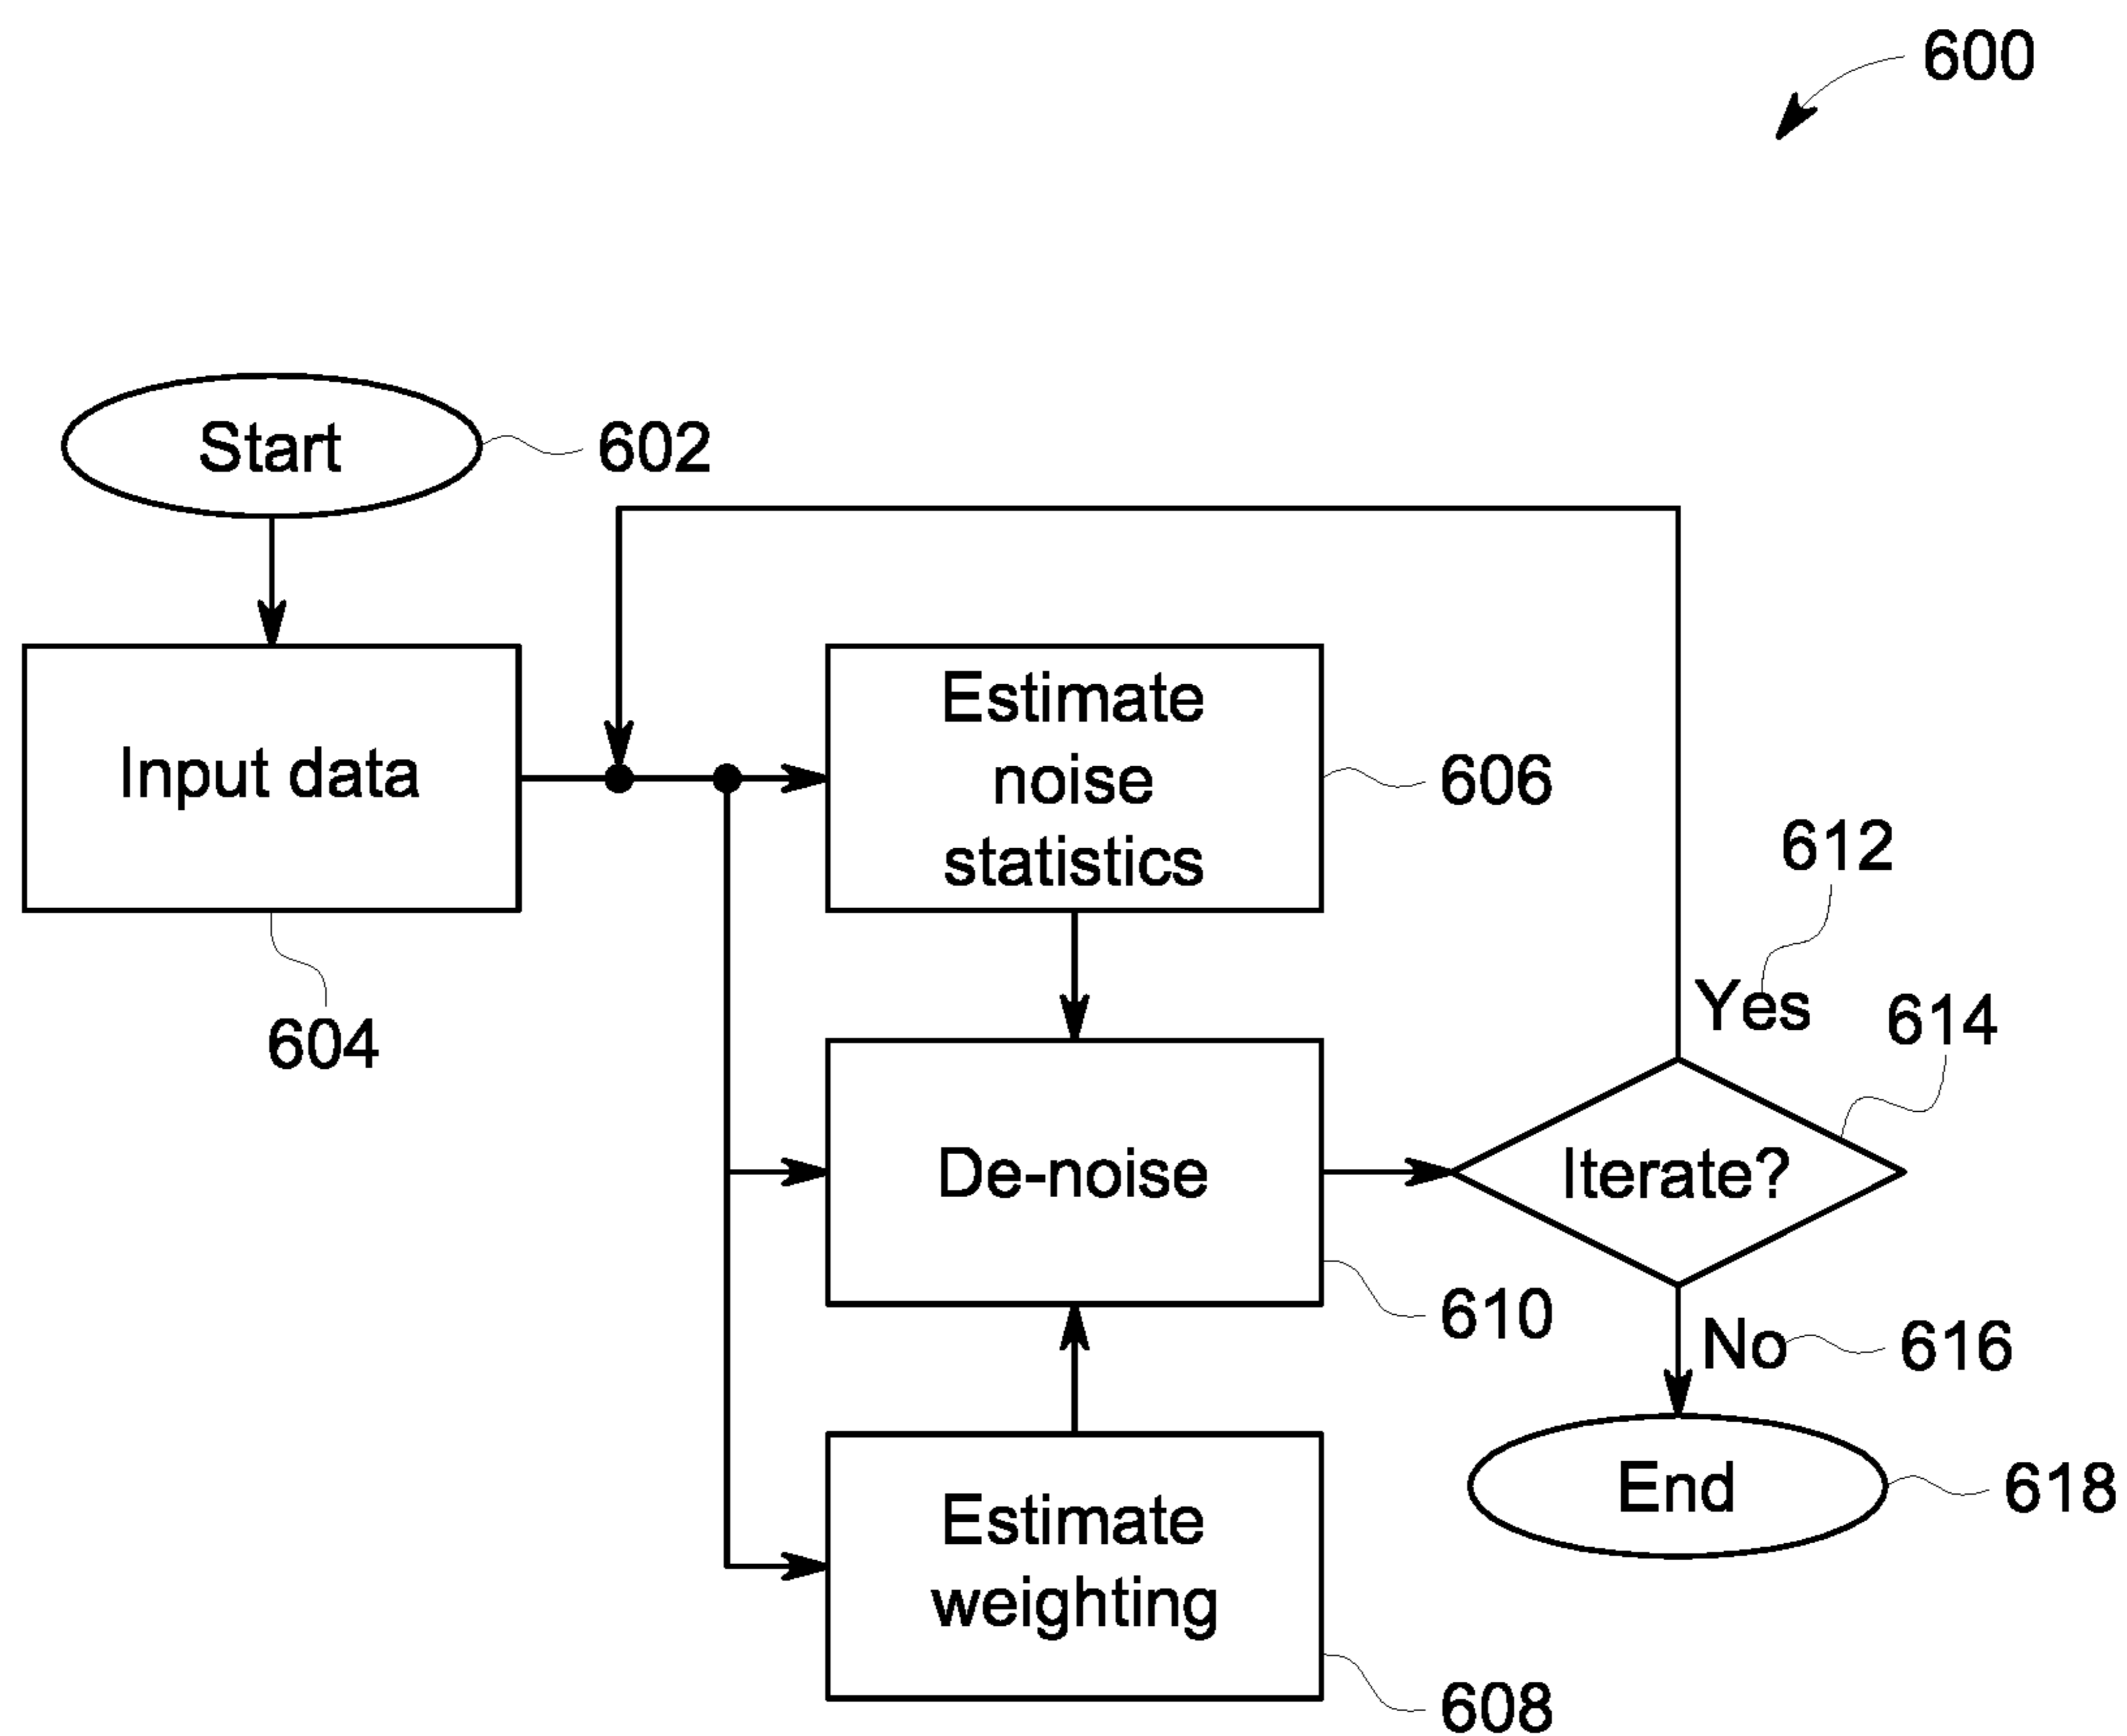 600
Start
602
Input data
604
Estimate
noise
statistics
606
612
Yes
614
De-noise
Iterate?
610
No
616
Estimate
weighting
End
618
608